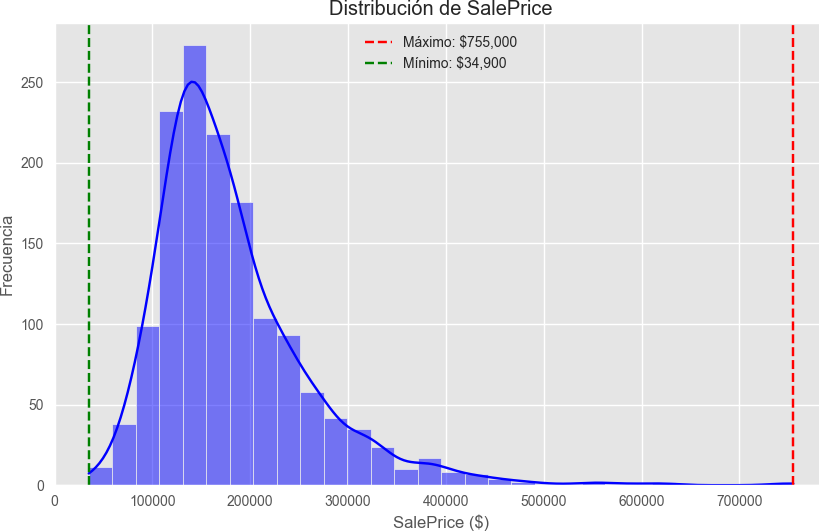 Distribución de SalePrice
Máximo: $755,000
Mínimo: $34,900
Frecuencia
250
200
150
100
50
0
0
100000
200000
300000
400000
500000
600000
700000
SalePrice ($)